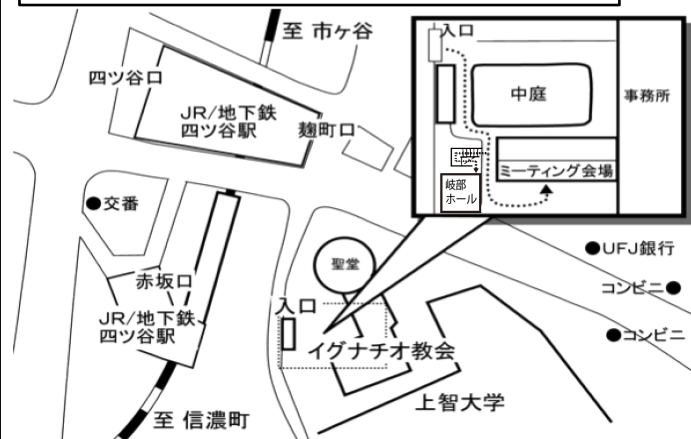 至 市ヶ谷
四ツ谷口
JR/地下鉄
四ツ谷駅
麹町口
入口
中庭
事務所
ミーティング会場
岐部
ホール
交番
聖堂
UFJ銀行
コンビニ
コンビニ
赤坂口
JR/地下鉄
四ツ谷駅
入口
イグナチオ教会
上智大学
至 信濃町